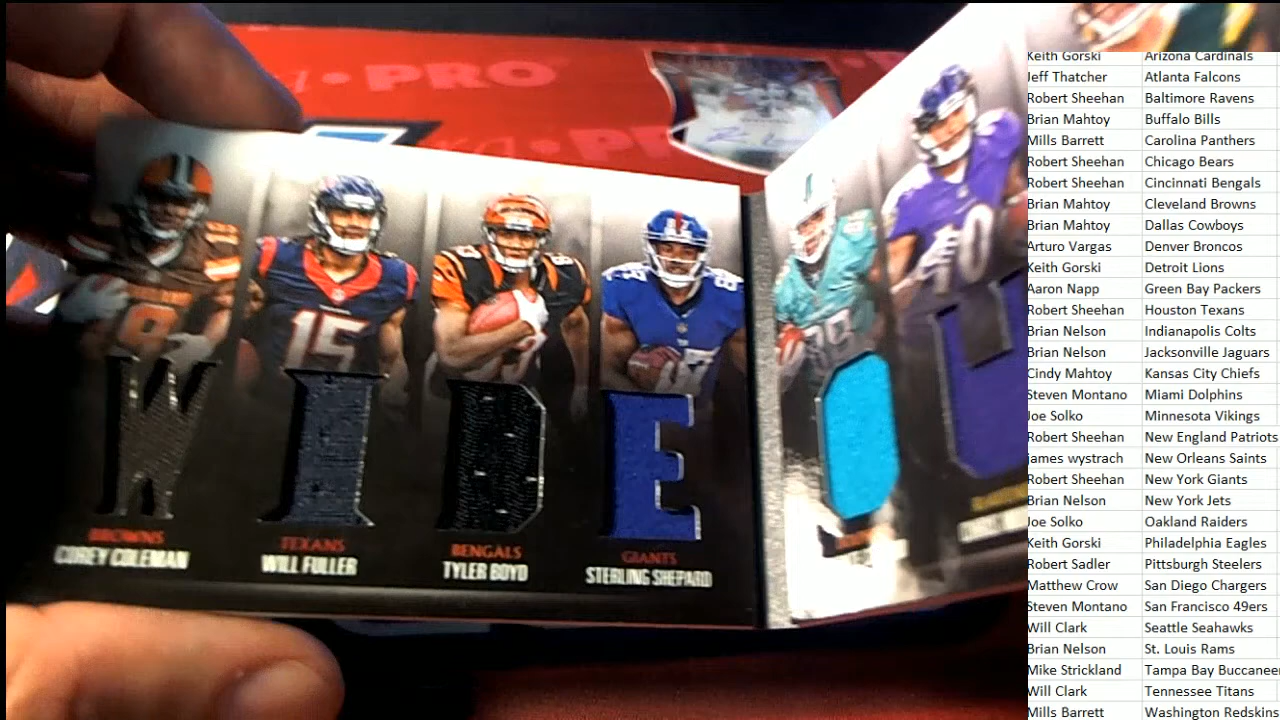 PRO
W I D E O U
15
87
BROWNS
COREY COLEMAN
TEXANS
WILL FULLER
BENGALS
TYLER BOYD
GIANTS
STERLING SHEPARD
Keith Gorski Arizona Cardinals
Jeff Thatcher Atlanta Falcons
Robert Sheehan Baltimore Ravens
Brian Mahtoy Buffalo Bills
Mills Barrett Carolina Panthers
Robert Sheehan Chicago Bears
Robert Sheehan Cincinnati Bengals
Brian Mahtoy Cleveland Browns
Brian Mahtoy Dallas Cowboys
Arturo Vargas Denver Broncos
Keith Gorski Detroit Lions
Aaron Napp Green Bay Packers
Robert Sheehan Houston Texans
Brian Nelson Indianapolis Colts
Brian Nelson Jacksonville Jaguars
Cindy Mahtoy Kansas City Chiefs
Steven Montano Miami Dolphins
Joe Solko Minnesota Vikings
Robert Sheehan New England Patriots
james wystrach New Orleans Saints
Robert Sheehan New York Giants
Brian Nelson New York Jets
Joe Solko Oakland Raiders
Keith Gorski Philadelphia Eagles
Robert Sadler Pittsburgh Steelers
Matthew Crow San Diego Chargers
Steven Montano San Francisco 49ers
Will Clark Seattle Seahawks
Brian Nelson St. Louis Rams
Mike Strickland Tampa Bay Buccanee
Will Clark Tennessee Titans
Mills Barrett Washington Redskins